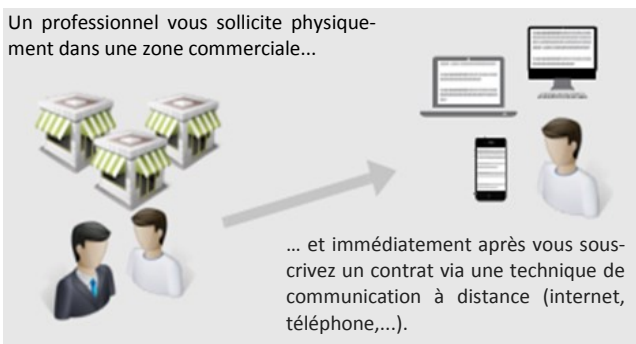 Un professionnel vous sollicite physique-
ment dans une zone commerciale...
... et immédiatement après vous sous-
crivez un contrat via une technique de
communication à distance (internet,
téléphone,...).